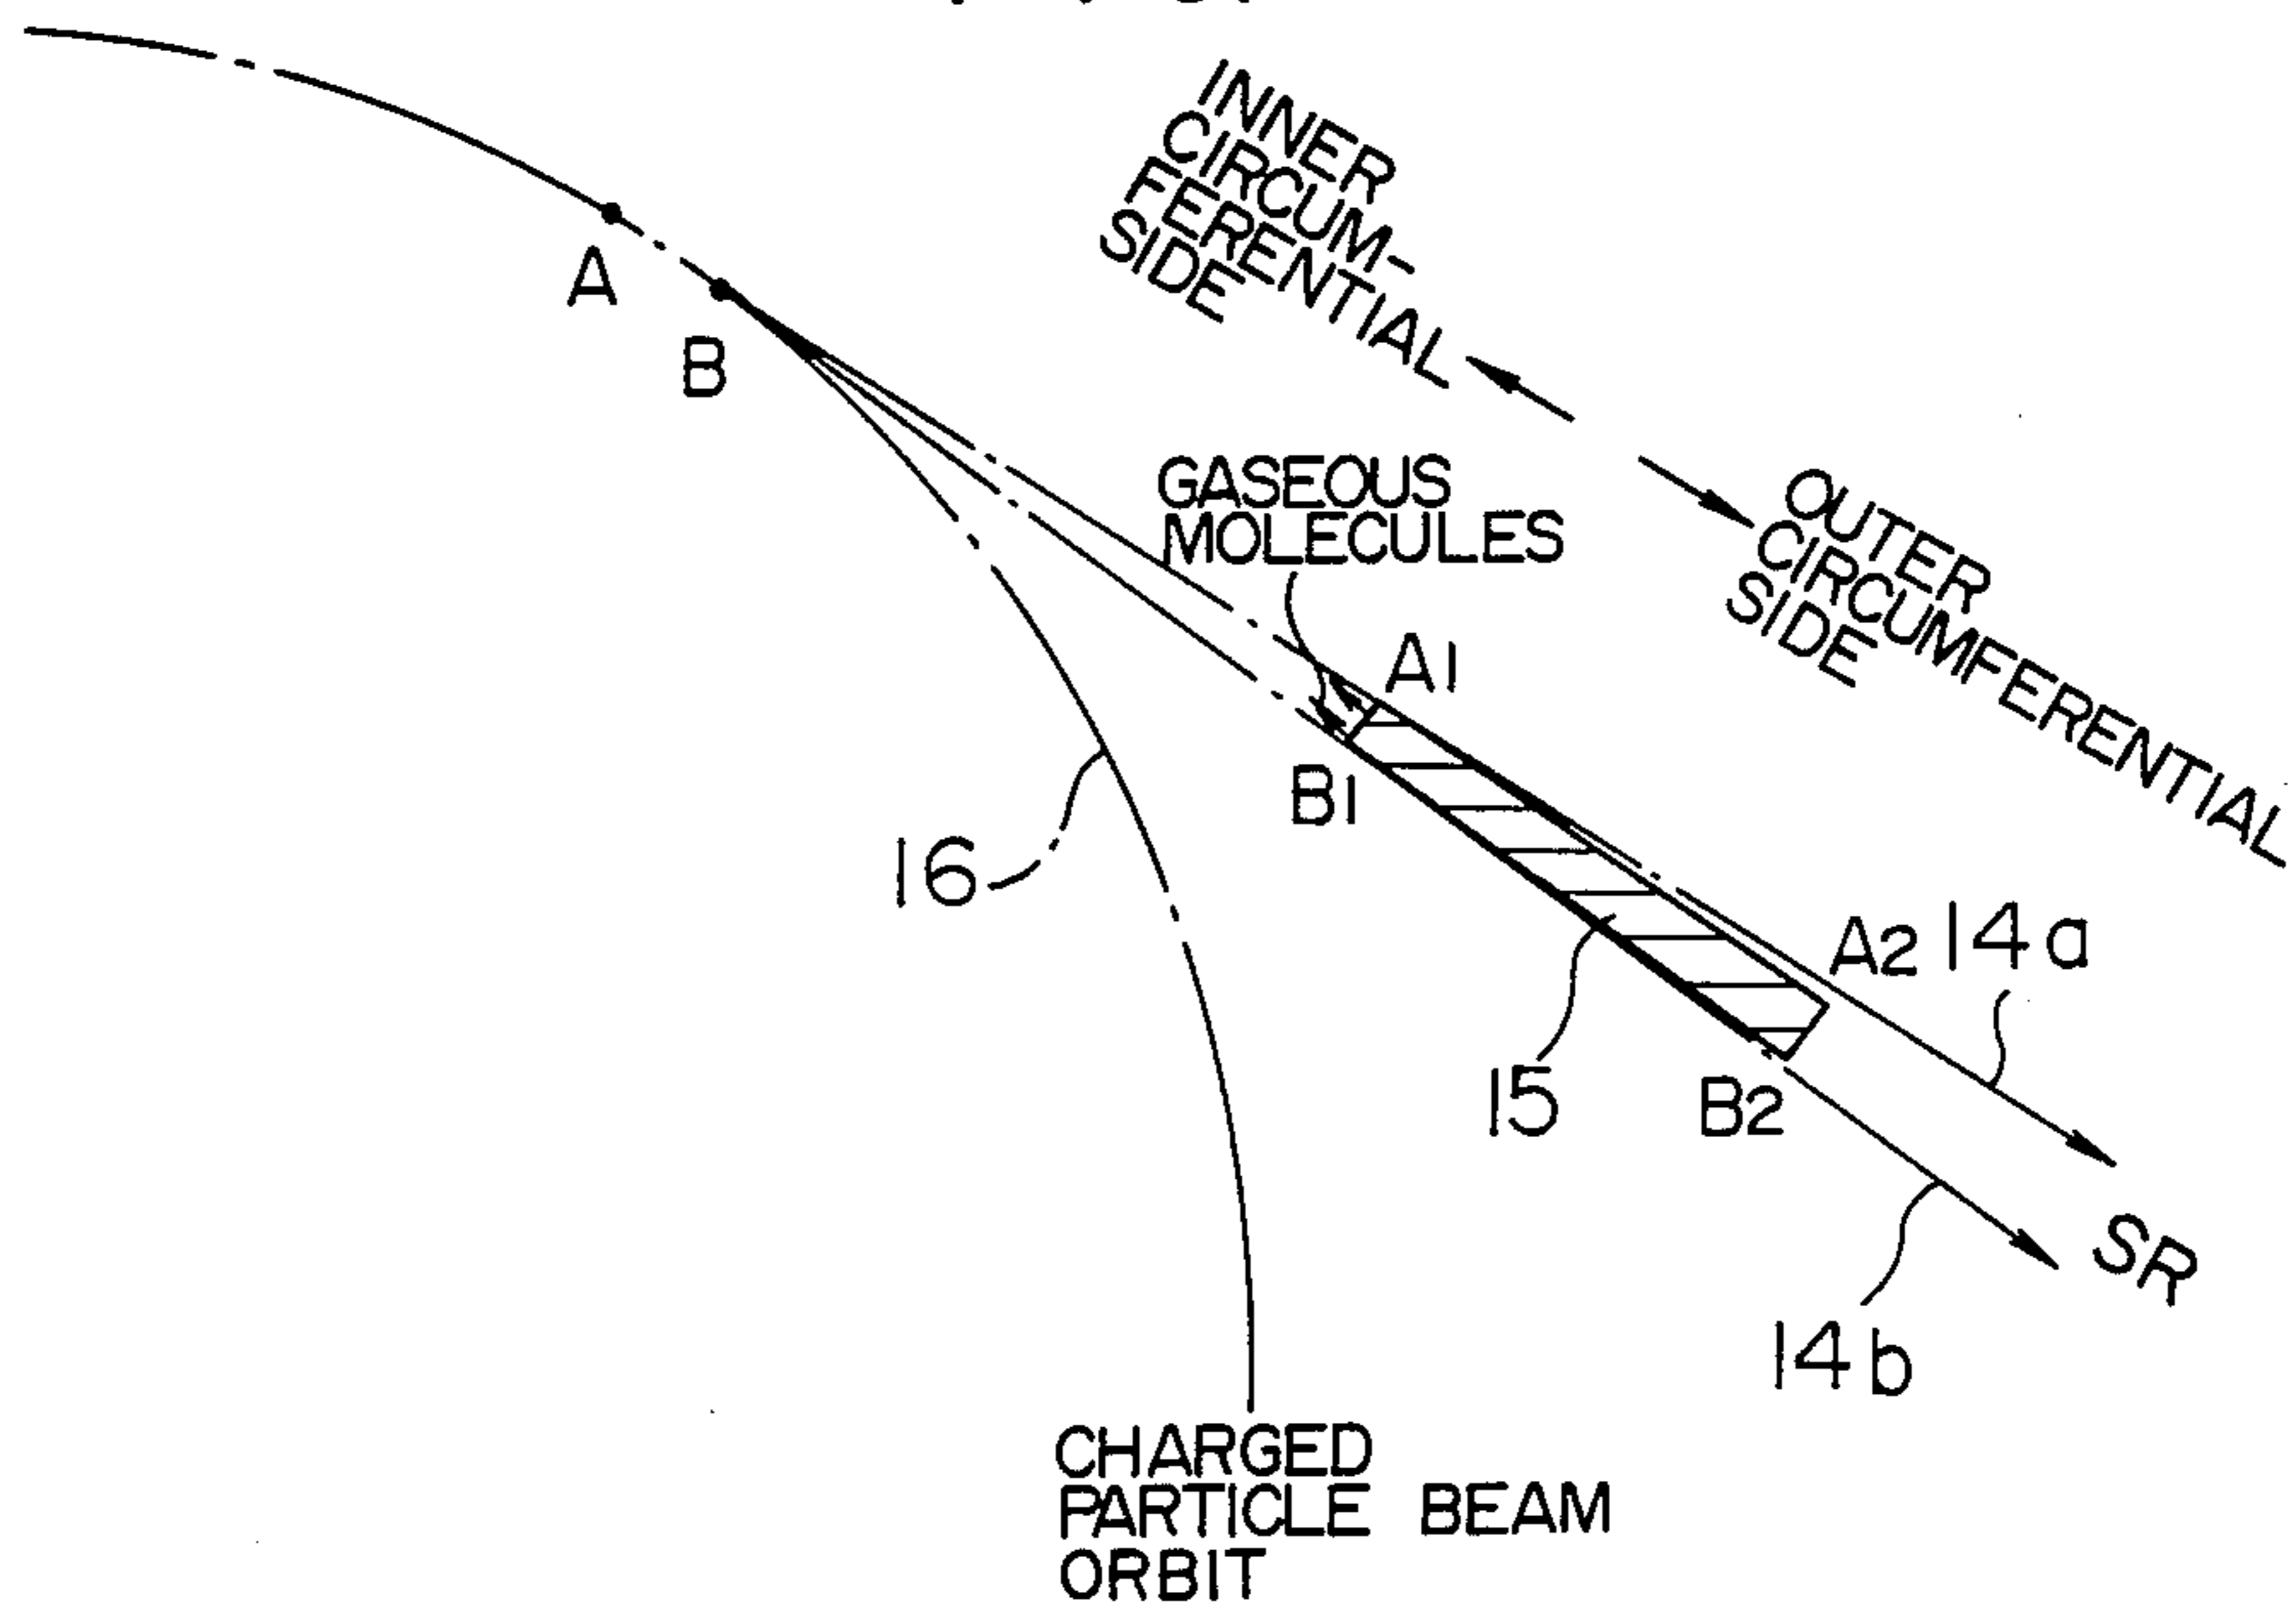 INNER
CIRCUM-
FERENTIAL
SIDE
A
B
GASEOUS
MOLECULES
OUTER
CIRCUMFERENTIAL
SIDE
A1
B1
16
A2
14a
15
B2
SR
14b
CHARGED
PARTICLE BEAM
ORBIT